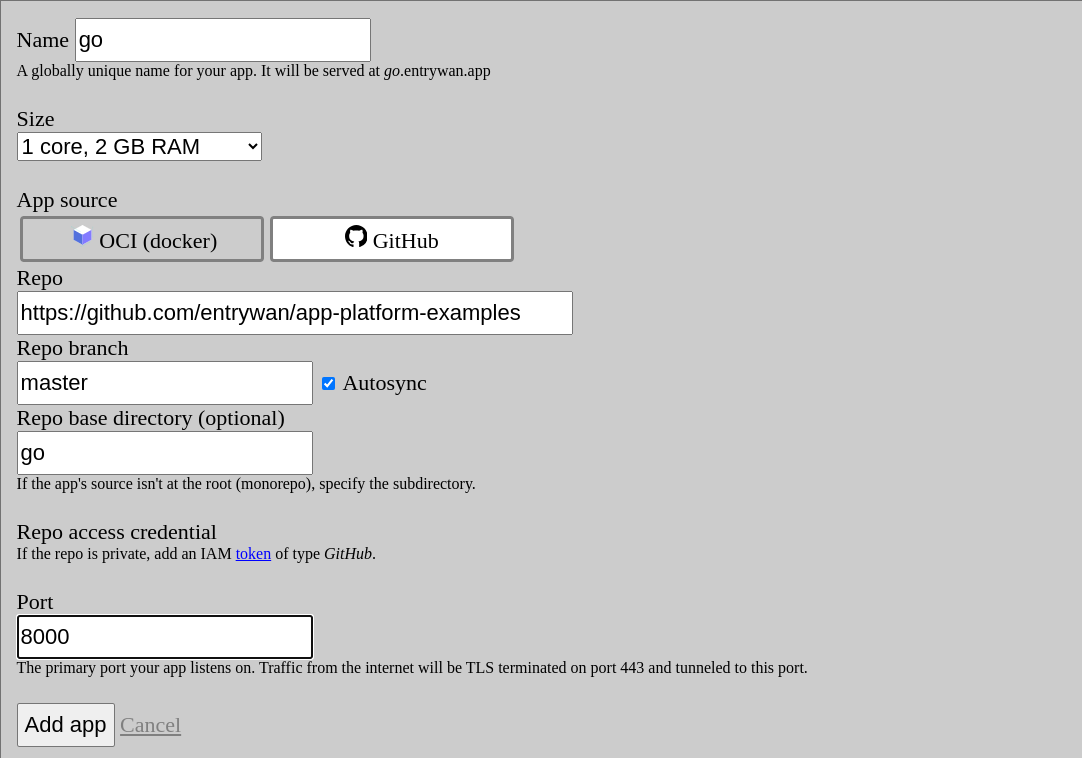 Name go
A globally unique name for your app. It will be served at go.entrywan.app
Size
1 core, 2 GB RAM
App source
OCI (docker) GitHub
Repo
https://github.com/entrywan/app-platform-examples
Repo branch
master Autosync
Repo base directory (optional)
go
If the app's source isn't at the root (monorepo), specify the subdirectory.
Repo access credential
If the repo is private, add an IAM token of type GitHub.
Port
8000
The primary port your app listens on. Traffic from the internet will be TLS terminated on port 443 and tunneled to this port.
Add app Cancel